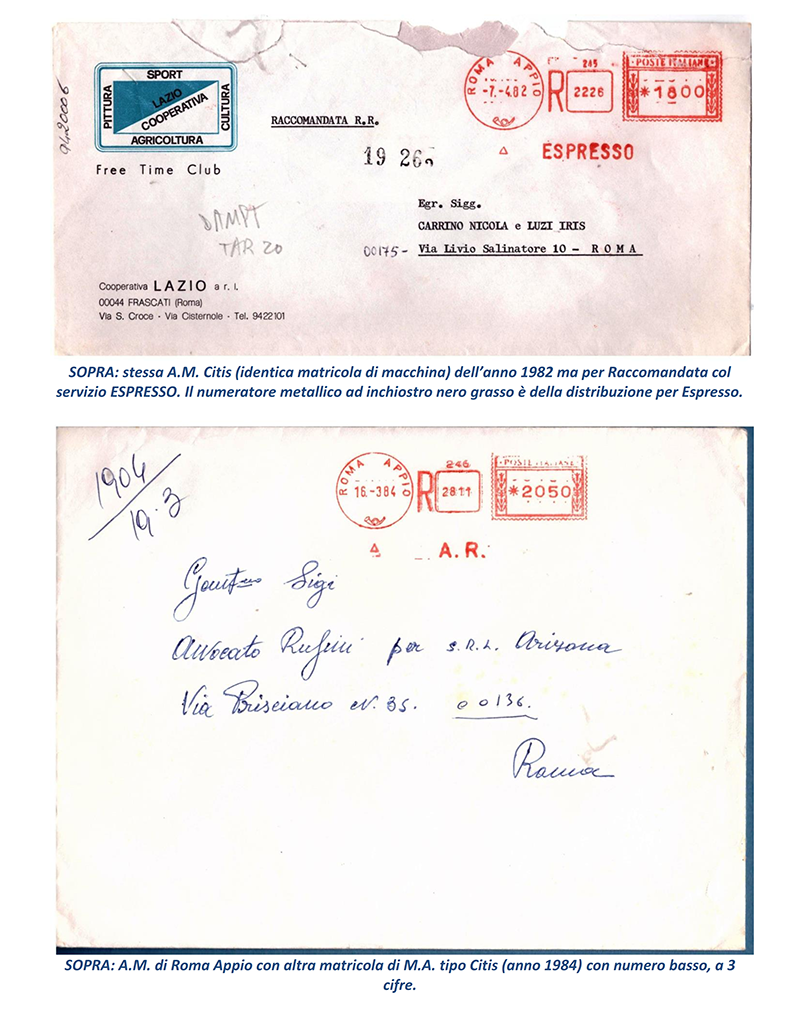 9420006
SPORT
PITTURA
LAZIO
COOPERATIVA
CULTURA
AGRICOLTURA
Free Time Club
RACCOMANDATA R.R.
19 26
ROMA APPIO
-7.-4.82
R
245
2226
POSTE ITALIANE
*1800
ESPRESSO
TAR 20
Egr. Sigg.
CARRINO NICOLA e LUZI IRIS
00175- Via Livio Salinatore 10 - R O M A
Cooperativa LAZIO a r. l.
00044 FRASCATI (Roma)
Via S. Croce - Via Cisternole - Tel. 9422101
SOPRA: stessa A.M. Citis (identica matricola di macchina) dell'anno 1982 ma per Raccomandata col
servizio ESPRESSO. Il numeratore metallico ad inchiostro nero grasso è della distribuzione per Espresso.
1904
19.3
ROMA APPIO
16.-384
R
246
2811
POSTE ITALIANE
*2050
A.R.
Sigi
Avvocato Rufini per S.R.L. Arizona
Via Brisciano N. 35. 00136.
Roma
SOPRA: A.M. di Roma Appio con altra matricola di M.A. tipo Citis (anno 1984) con numero basso, a 3
cifre.